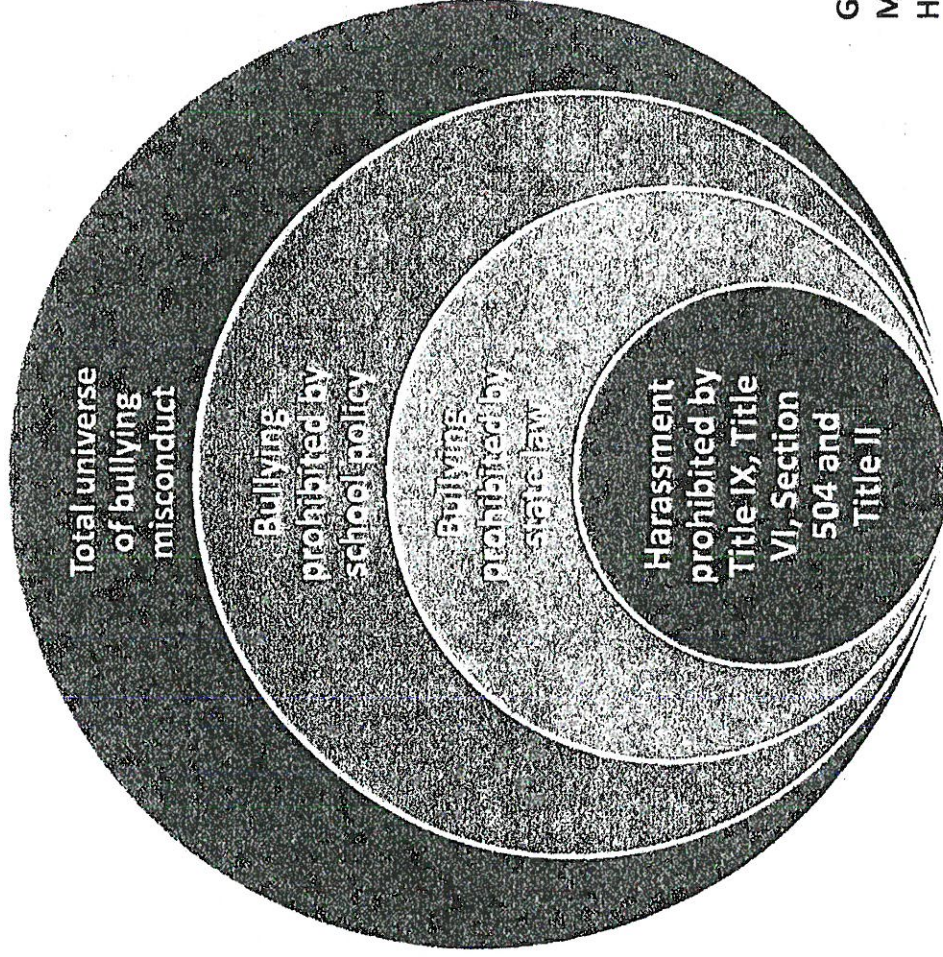 Total universe
of bullying
misconduct
Bullying
prohibited by
school policy
Bullying
prohibited by
state law
Harassment
prohibited by
Title IX, Title
VI, Section
504 and
Title II
G
M
H